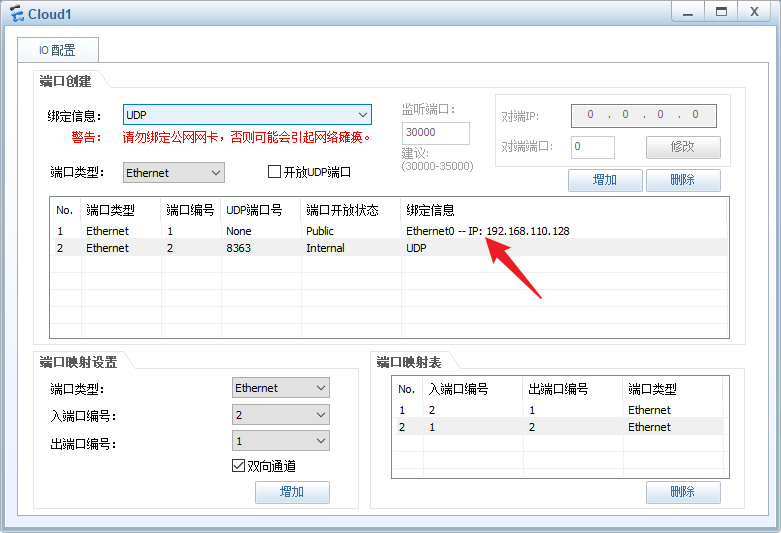 Cloud1
IO 配置
端口创建
绑定信息： UDP
警告： 请勿绑定公网网卡，否则可能会引起网络瘫痪。
端口类型： Ethernet 开放UDP端口
监听端口：
30000
建议:
(30000-35000)
对端IP: 0 . 0 . 0 . 0
对端端口: 0 修改
增加 删除
No. 端口类型 端口编号 UDP端口号 端口开放状态 绑定信息
1 Ethernet 1 None Public Ethernet0 -- IP: 192.168.110.128
2 Ethernet 2 8363 Internal UDP
端口映射设置
端口类型： Ethernet
入端口编号： 2
出端口编号： 1
双向通道
增加
端口映射表
No. 入端口编号 出端口编号 端口类型
1 2 1 Ethernet
2 1 2 Ethernet
删除